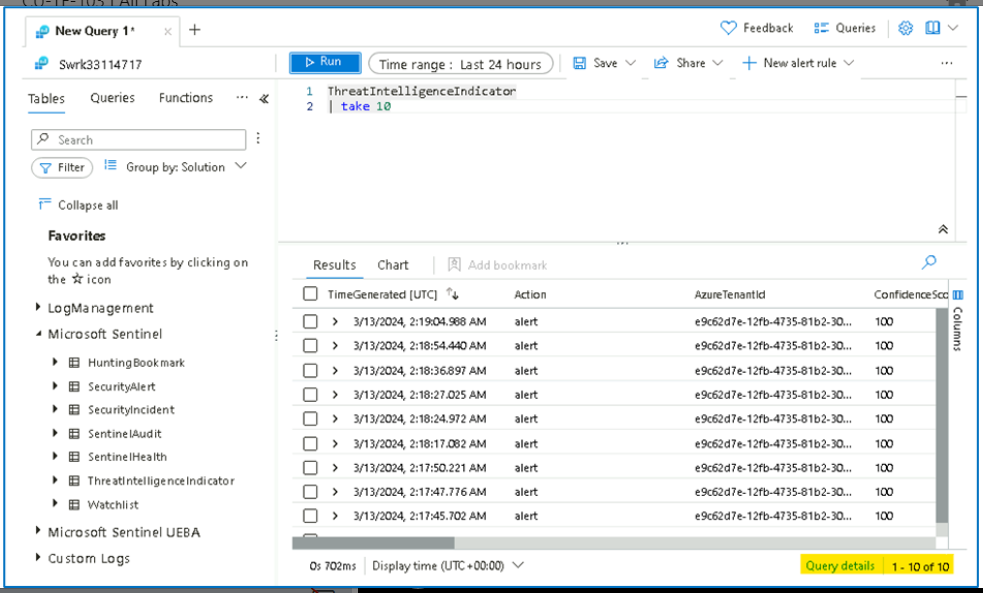 New Query 1*
Feedback
Queries
Swrk33114717
Run
Time range : Last 24 hours
Save
Share
New alert rule
Tables
Queries
Functions
1 ThreatIntelligenceIndicator
2 | take 10
Search
Filter
Group by: Solution
Collapse all
Favorites
You can add favorites by clicking on
the ☆ icon
LogManagement
Microsoft Sentinel
HuntingBookmark
SecurityAlert
SecurityIncident
SentinelAudit
SentinelHealth
ThreatIntelligenceIndicator
Watchlist
Microsoft Sentinel UEBA
Custom Logs
Results
Chart
Add bookmark
TimeGenerated [UTC] Action AzureTenantId ConfidenceSco
Columns
3/13/2024, 2:19:04.988 AM alert e9c62d7e-12fb-4735-81b2-30... 100
3/13/2024, 2:18:54.440 AM alert e9c62d7e-12fb-4735-81b2-30... 100
3/13/2024, 2:18:36.897 AM alert e9c62d7e-12fb-4735-81b2-30... 100
3/13/2024, 2:18:27.025 AM alert e9c62d7e-12fb-4735-81b2-30... 100
3/13/2024, 2:18:24.972 AM alert e9c62d7e-12fb-4735-81b2-30... 100
3/13/2024, 2:18:17.082 AM alert e9c62d7e-12fb-4735-81b2-30... 100
3/13/2024, 2:17:50.221 AM alert e9c62d7e-12fb-4735-81b2-30... 100
3/13/2024, 2:17:47.776 AM alert e9c62d7e-12fb-4735-81b2-30... 100
3/13/2024, 2:17:45.702 AM alert e9c62d7e-12fb-4735-81b2-30... 100
0s 702ms
Display time (UTC+00:00)
Query details
1 - 10 of 10